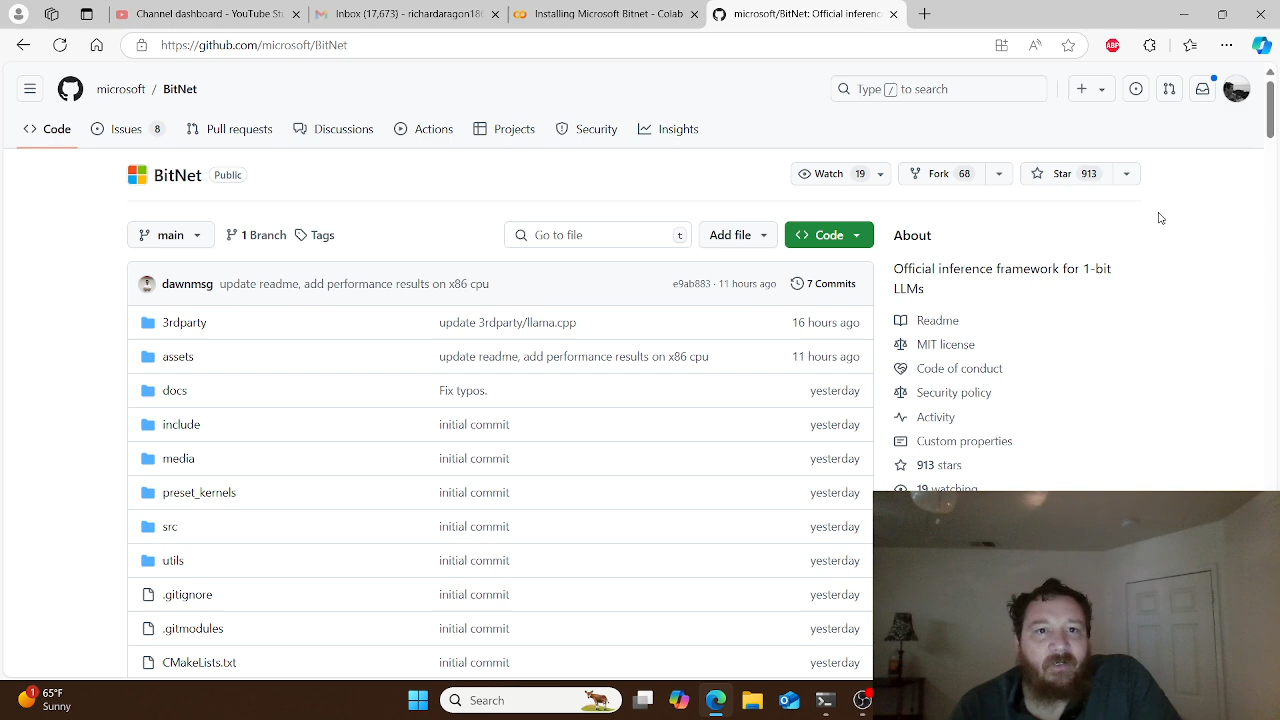 Channel dashboard - YouTube St
Inbox (17,673) - richardaron18
Installing Microsoft Bitnet - Colab
microsoft/BitNet: Official inferenc
https://github.com/microsoft/BitNet
ABP
microsoft / BitNet
Type / to search
Code
Issues 8
Pull requests
Discussions
Actions
Projects
Security
Insights
BitNet Public
Watch 19
Fork 68
Star 913
main
1 Branch
Tags
Go to file t
Add file
Code
About
dawnmsg update readme, add performance results on x86 cpu e9ab883 · 11 hours ago 7 Commits
Official inference framework for 1-bit
LLMs
3rdparty update 3rdparty/llama.cpp 16 hours ago
assets update readme, add performance results on x86 cpu 11 hours ago
docs Fix typos. yesterday
include initial commit yesterday
media initial commit yesterday
preset_kernels initial commit yesterday
src initial commit yesterday
utils initial commit yesterday
.gitignore initial commit yesterday
.gitmodules initial commit yesterday
CMakeLists.txt initial commit yesterday
Readme
MIT license
Code of conduct
Security policy
Activity
Custom properties
913 stars
19 watching
1
65°F
Sunny
Search